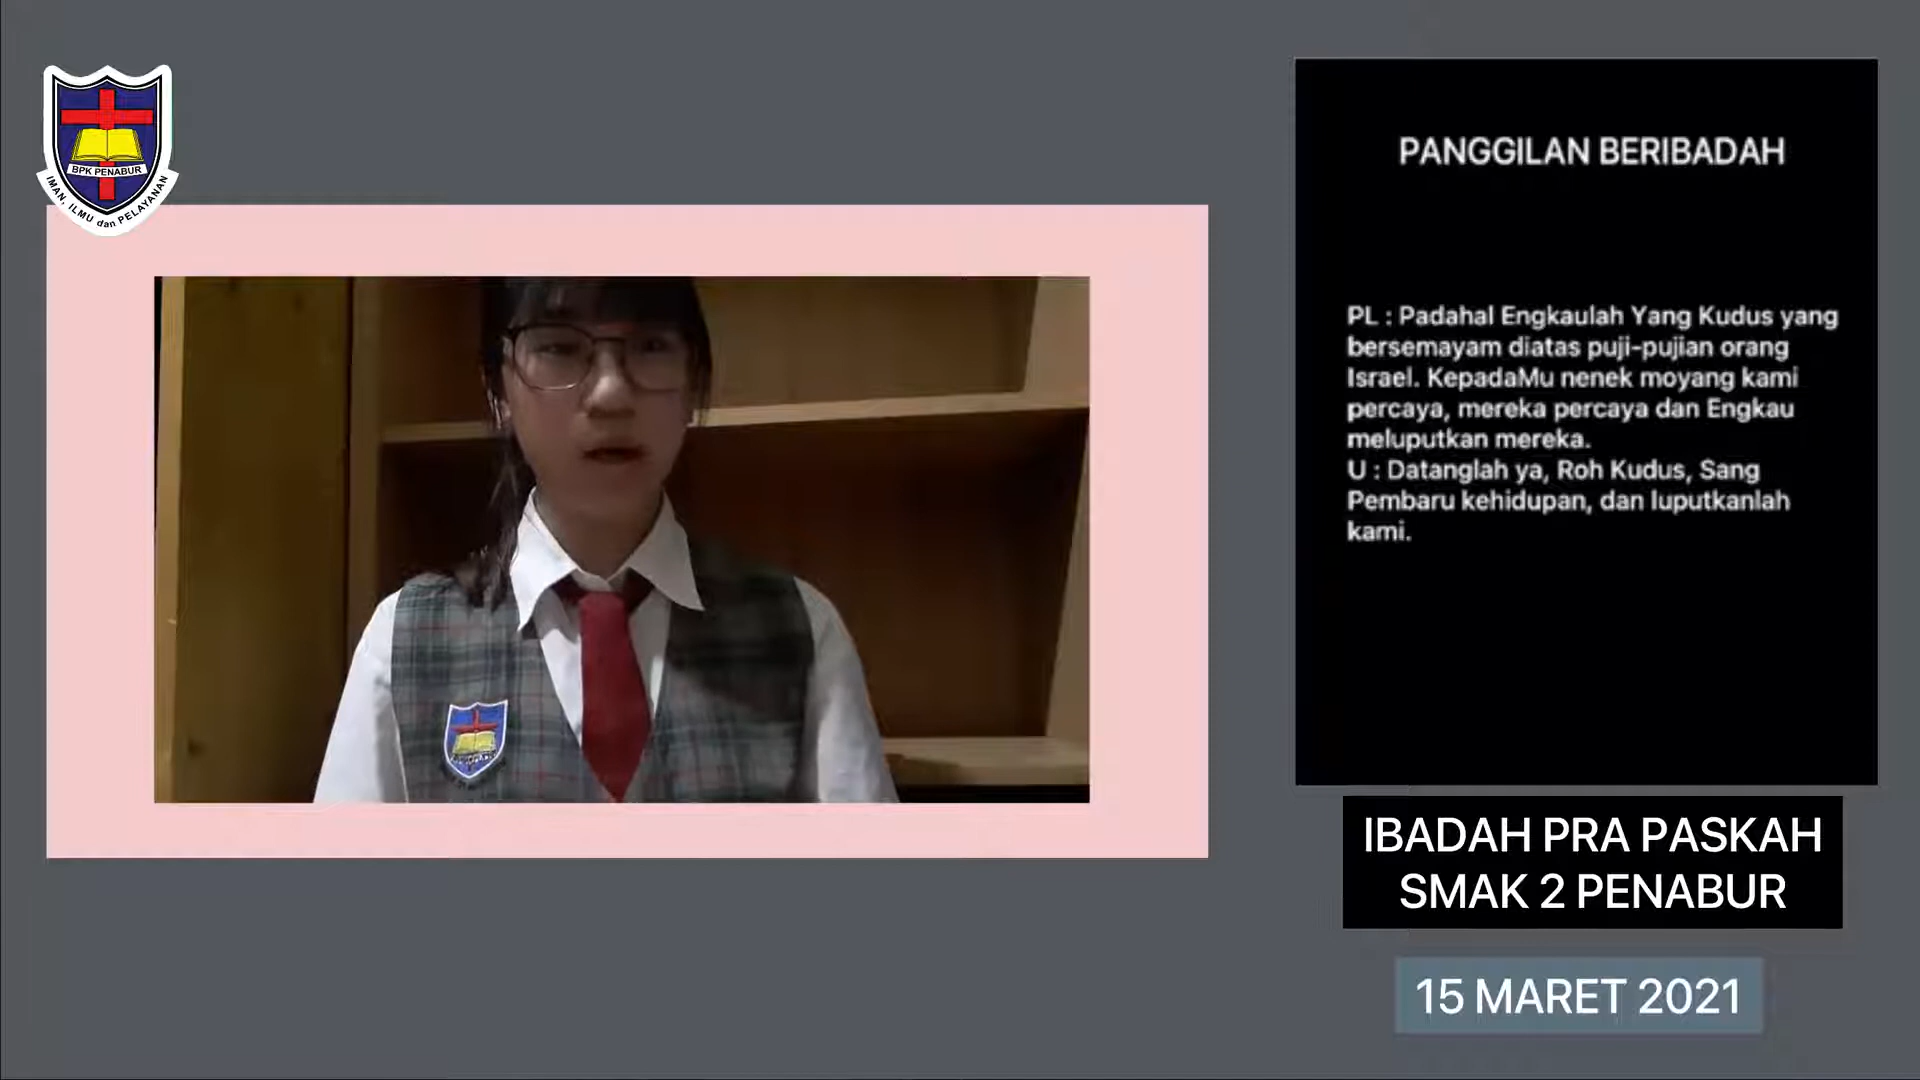 BPK PENABUR
IMAN, ILMU dan PELAYANAN
PANGGILAN BERIBADAH
PL : Padahal Engkaulah Yang Kudus yang
bersemayam diatas puji-pujian orang
Israel. KepadaMu nenek moyang kami
percaya, mereka percaya dan Engkau
meluputkan mereka.
U : Datanglah ya, Roh Kudus, Sang
Pembaru kehidupan, dan luputkanlah
kami.
IBADAH PRA PASKAH
SMAK 2 PENABUR
15 MARET 2021